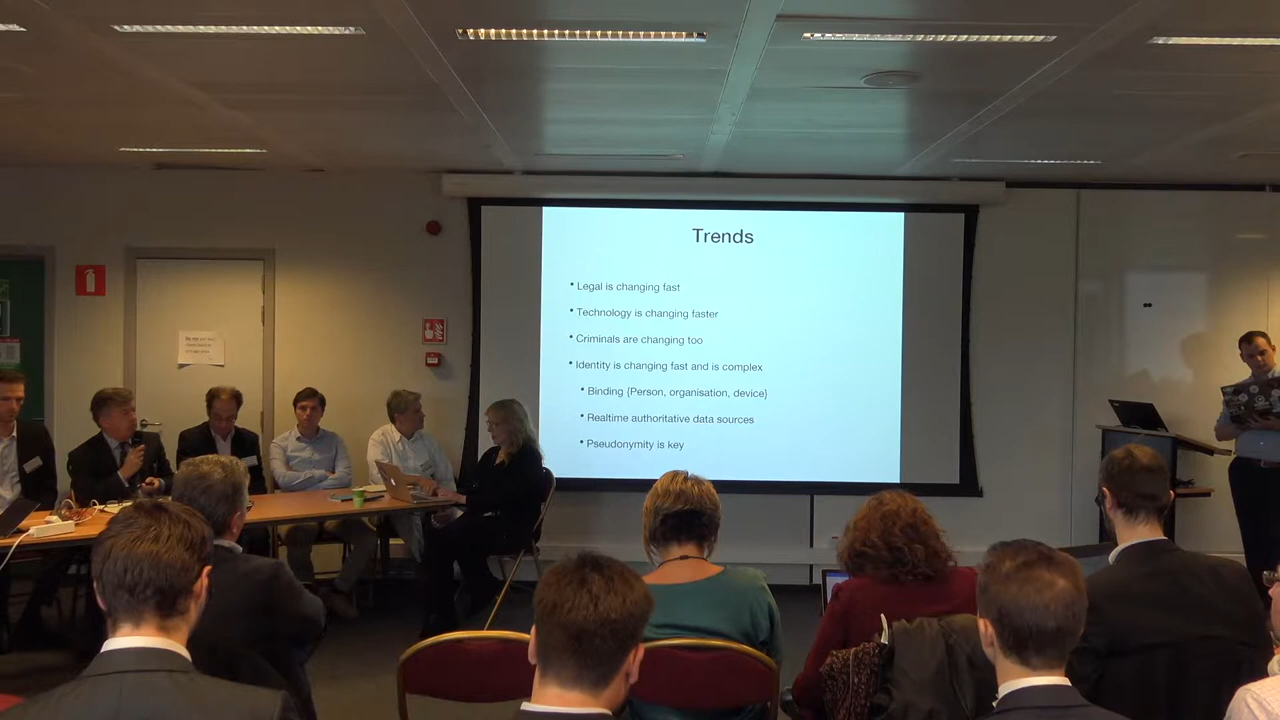 Trends
• Legal is changing fast
• Technology is changing faster
• Criminals are changing too
• Identity is changing fast and is complex
• Binding {Person, organisation, device}
• Realtime authoritative data sources
• Pseudonymity is key